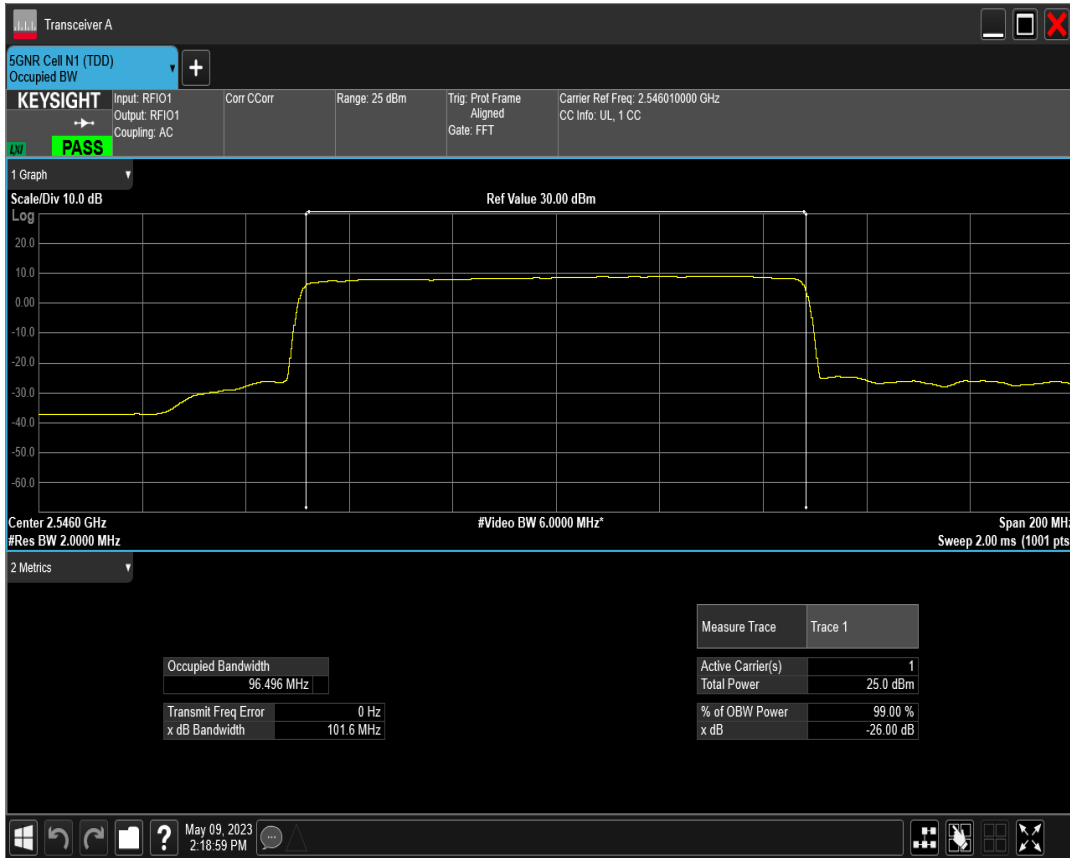 Transceiver A
5GNR Cell N1 (TDD)
Occupied BW
+
KEYSIGHT
LXI
PASS
Input: RFIO1
Output: RFIO1
Coupling: AC
Corr CCorr
Range: 25 dBm
Trig: Prot Frame
Aligned
Gate: FFT
Carrier Ref Freq: 2.546010000 GHz
CC Info: UL, 1 CC
1 Graph
Scale/Div 10.0 dB
Ref Value 30.00 dBm
Log
20.0
10.0
0.00
-10.0
-20.0
-30.0
-40.0
-50.0
-60.0
Center 2.5460 GHz
#Video BW 6.0000 MHz*
Span 200 MHz
#Res BW 2.0000 MHz
Sweep 2.00 ms (1001 pts
2 Metrics
Measure Trace Trace 1
Occupied Bandwidth
96.496 MHz
Active Carrier(s) 1
Total Power 25.0 dBm
Transmit Freq Error 0 Hz
x dB Bandwidth 101.6 MHz
% of OBW Power 99.00 %
x dB -26.00 dB
?
May 09, 2023
2:18:59 PM